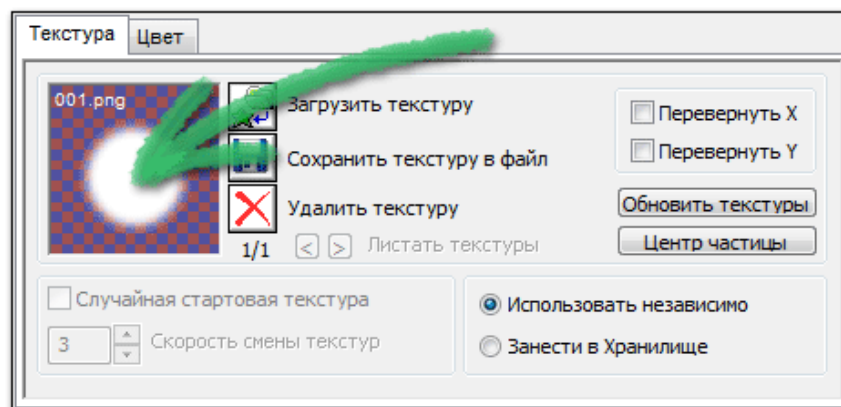 Текстура Цвет
001.png
Загрузить текстуру
Перевернуть X
Сохранить текстуру в файл
Перевернуть Y
Удалить текстуру
Обновить текстуры
1/1 < > Листать текстуры
Центр частицы
Случайная стартовая текстура
Использовать независимо
3 Скорость смены текстур
Занести в Хранилище